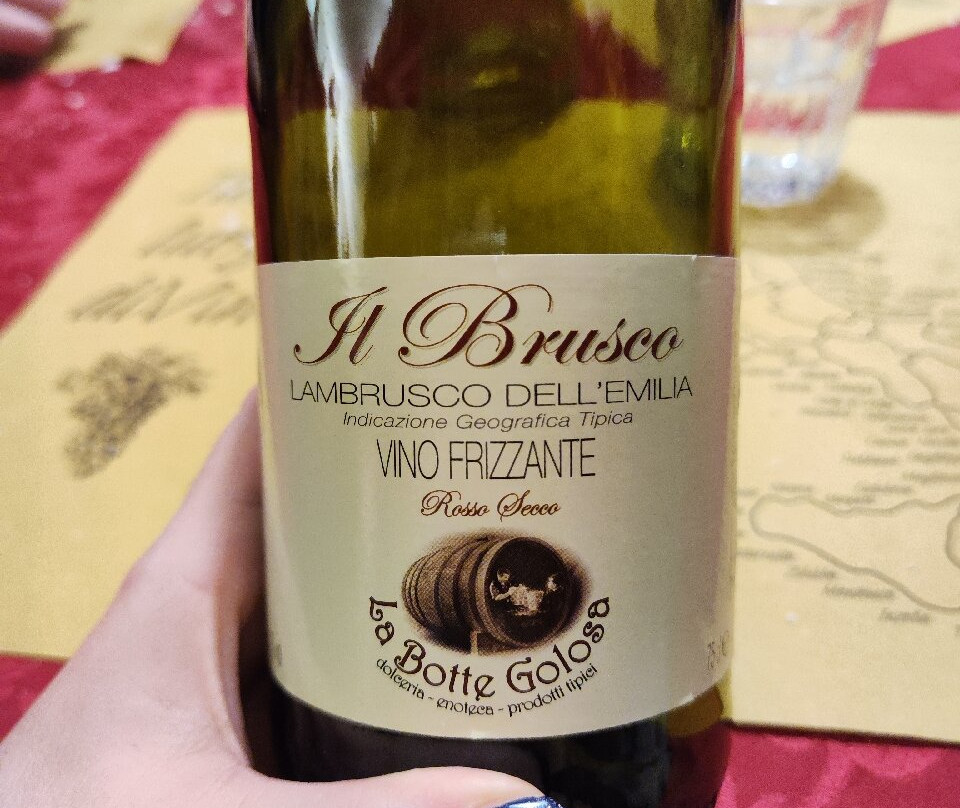 Il Brusco
LAMBRUSCO DELL'EMILIA
Indicazione Geografica Tipica
VINO FRIZZANTE
Rosso Secco
La Botte Golosa
dolceria - enoteca - prodotti tipici